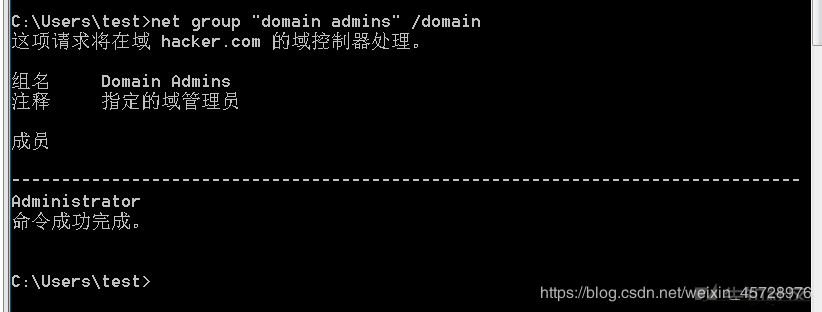 C:\Users\test>net group "domain admins" /domain
这项请求将在域 hacker.com 的域控制器处理。
组名 Domain Admins
注释 指定的域管理员
成员
-------------------------------------------------------------------------------
Administrator
命令成功完成。
C:\Users\test>
https://blog.csdn.net/weixin_45728976